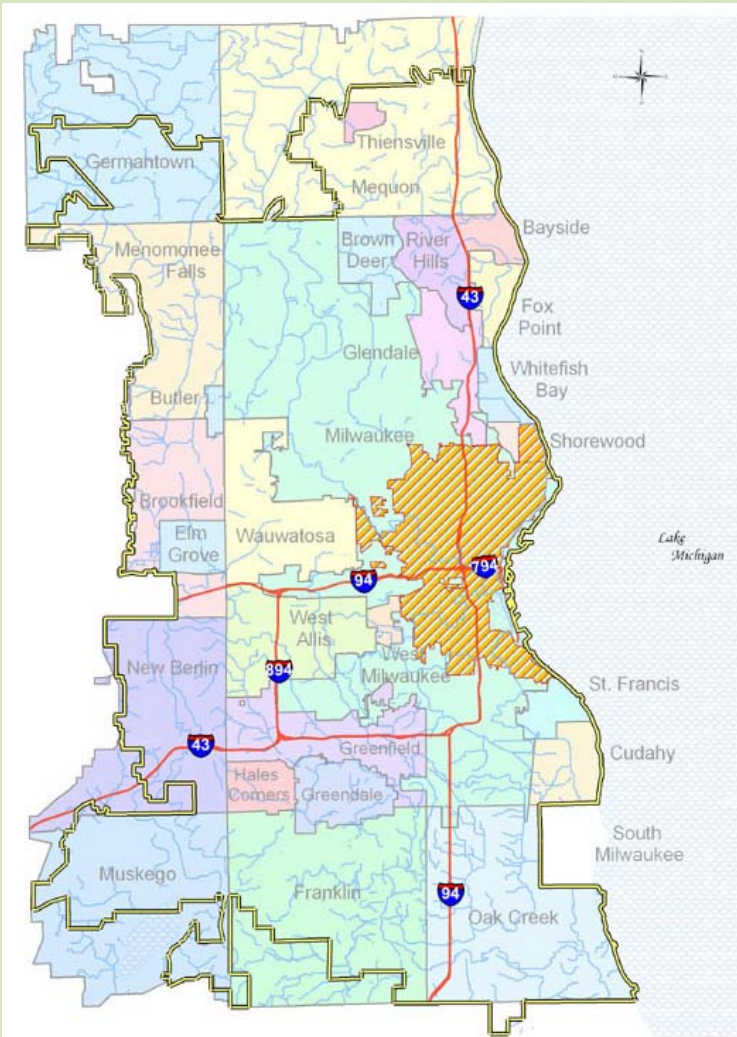 Thiensville
Germantown
Mequon
Bayside
Menomonee
Falls
Brown
Deer
River
Hills
43
Fox
Point
Glendale
Whitefish
Bay
Butler
Milwaukee
Shorewood
Brookfield
Elm
Grove
Wauwatosa
Lake
Michigan
794
94
West
Allis
New Berlin
894
West
Milwaukee
St. Francis
43
Greenfield
Cudahy
Hales
Corners
Greendale
South
Milwaukee
Muskego
Franklin
94
Oak Creek